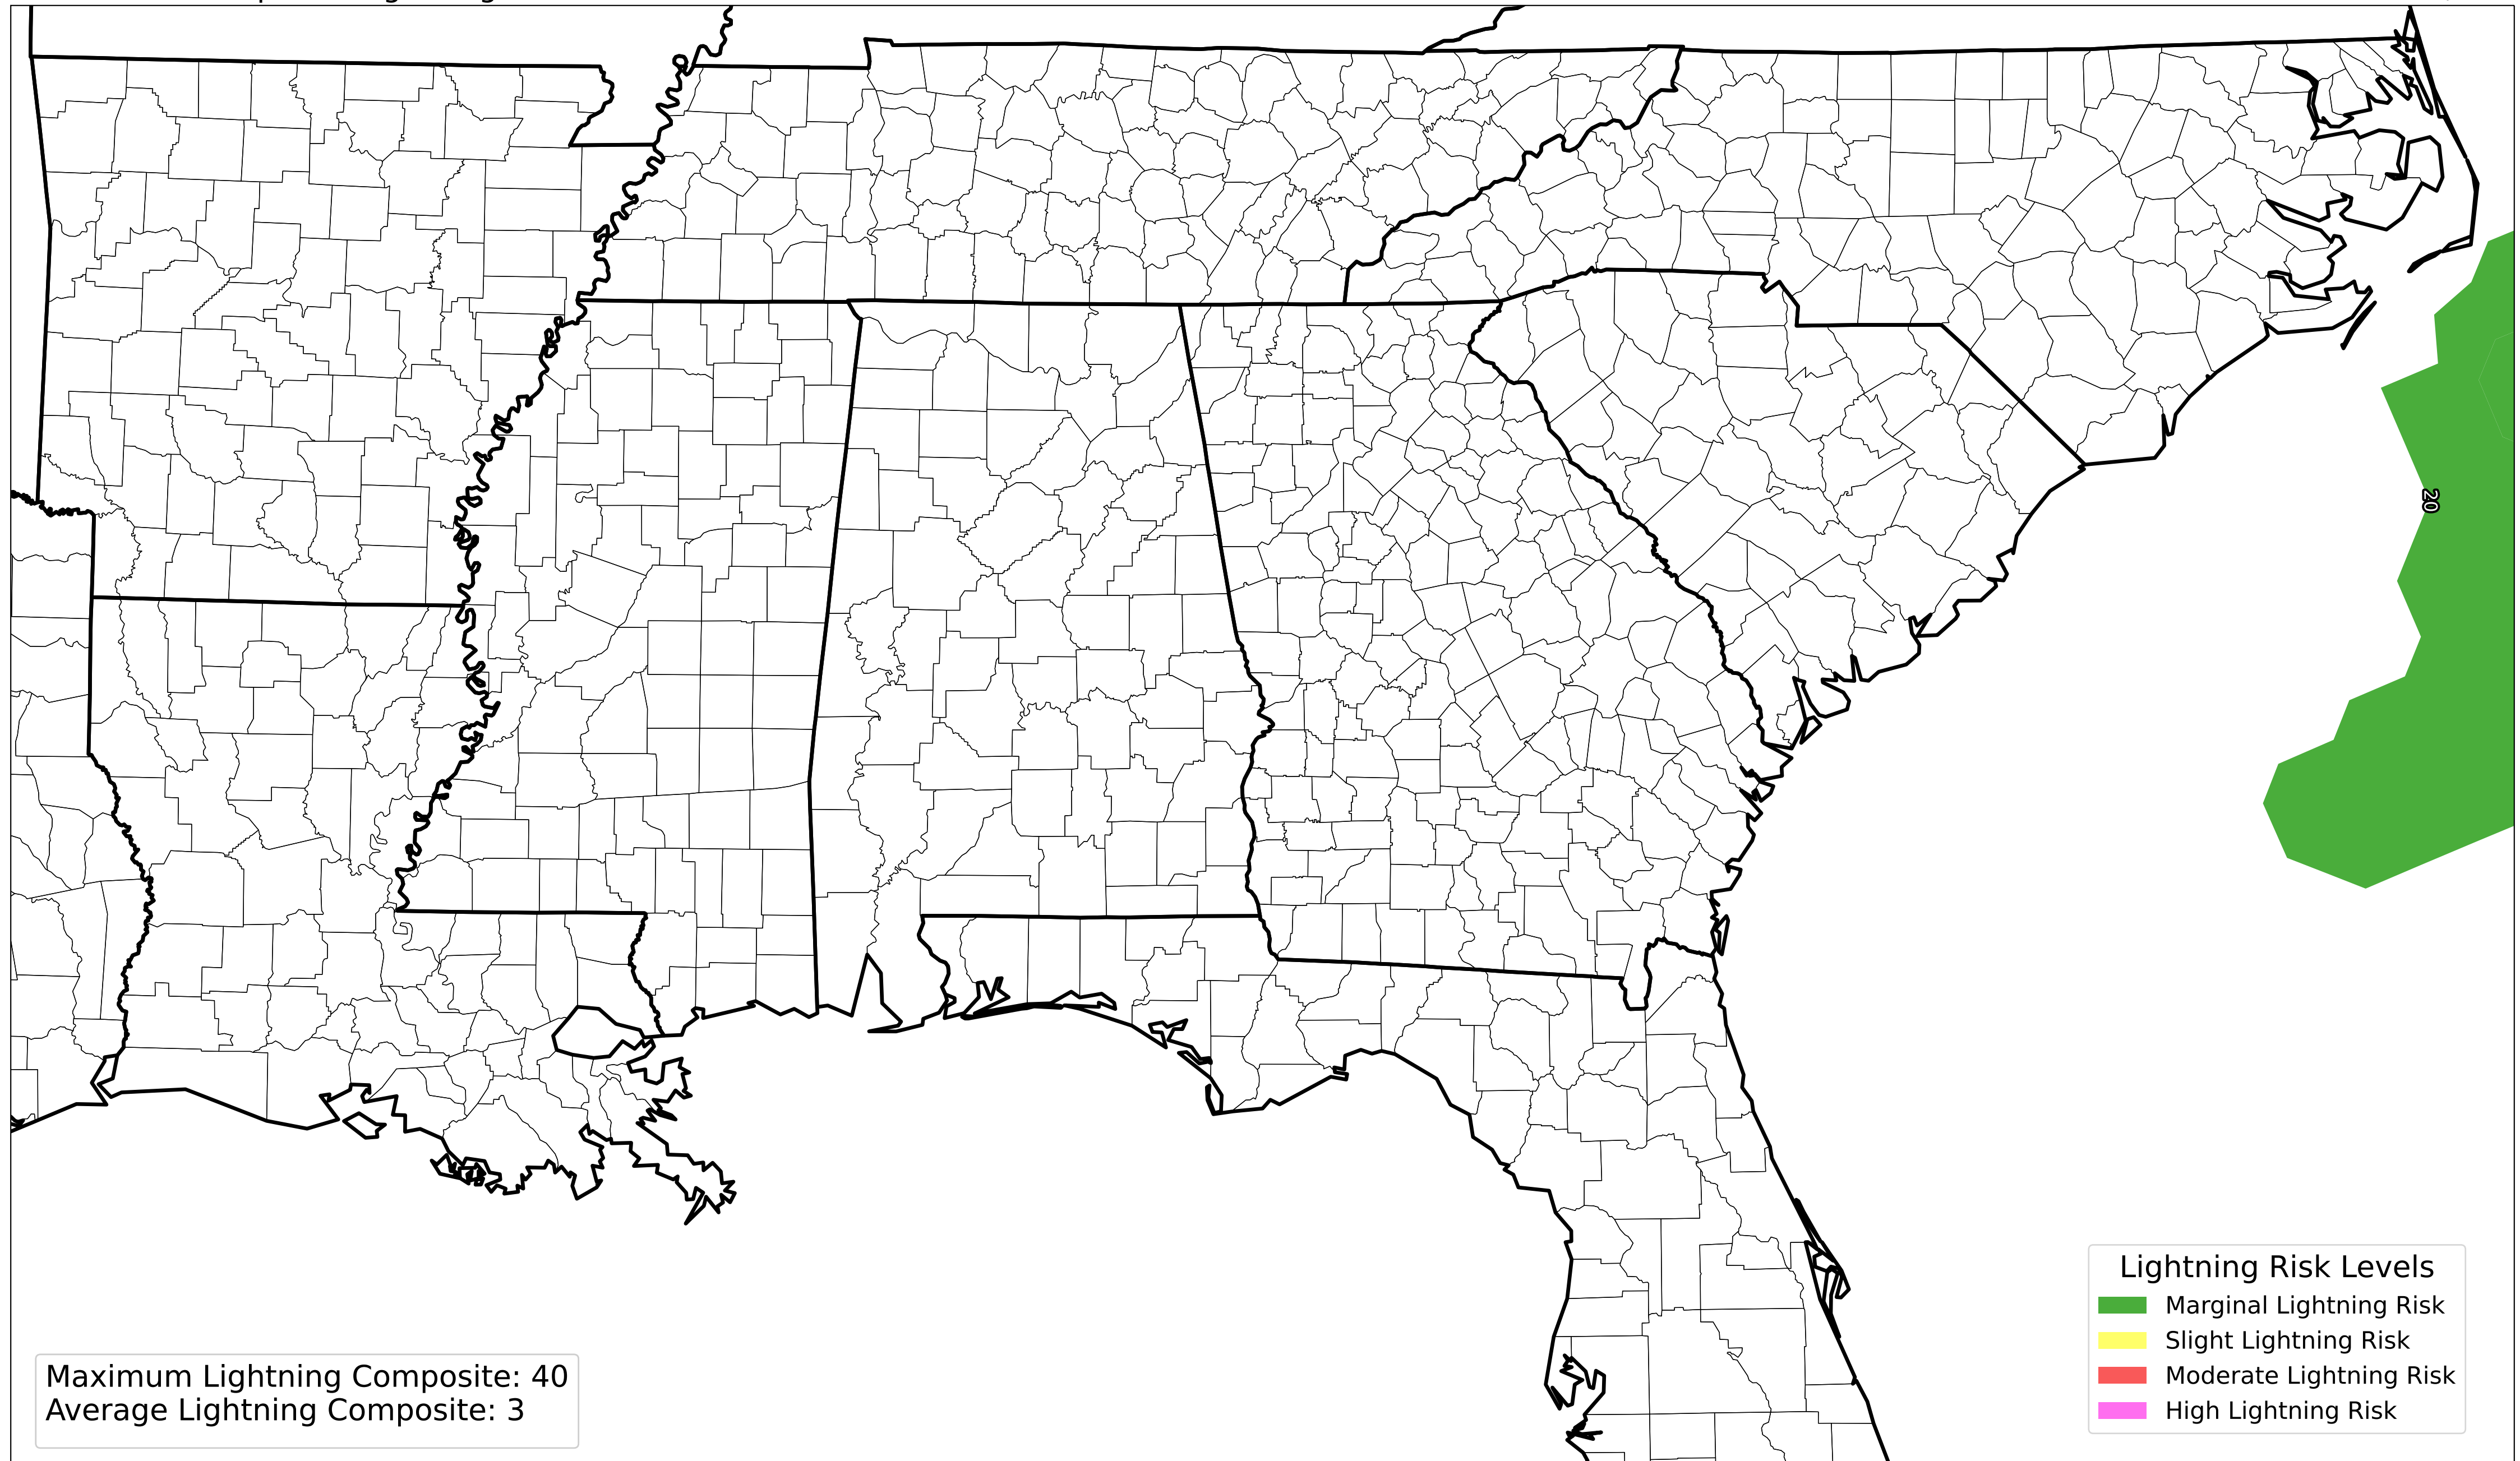 20
Lightning Risk Levels
Marginal Lightning Risk
Slight Lightning Risk
Moderate Lightning Risk
High Lightning Risk
Maximum Lightning Composite: 40
Average Lightning Composite: 3